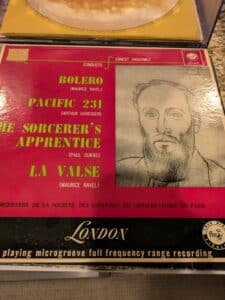 CONDUCTS
ERNEST ANSERMET
BOLERO
(MAURICE RAVEL)
PACIFIC 231
(ARTHUR HONEGGER)
HE SORCERER'S
APPRENTICE
(PAUL DUKAS)
LA VALSE
(MAURICE RAVEL)
ORCHESTRE DE LA SOCIETE DES CONCERTS DU CONSERVATOIRE DE PARIS
LONDON
playing microgroove full frequency range recording